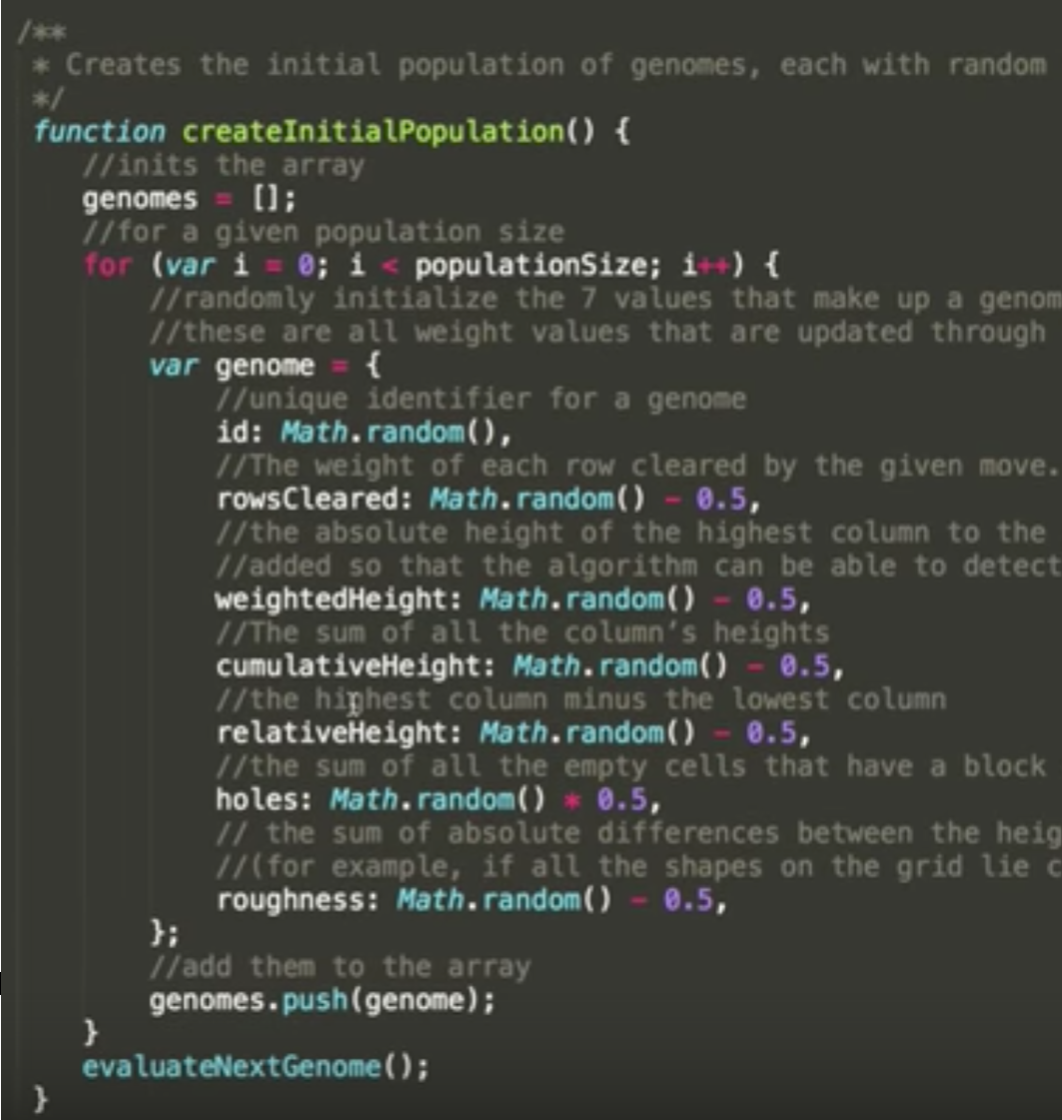 /**
 * Creates the initial population of genomes, each with random
 */
function createInitialPopulation() {
    //inits the array
    genomes = [];
    //for a given population size
    for (var i = 0; i < populationSize; i++) {
        //randomly initialize the 7 values that make up a genom
        //these are all weight values that are updated through
        var genome = {
            //unique identifier for a genome
            id: Math.random(),
            //The weight of each row cleared by the given move.
            rowsCleared: Math.random() - 0.5,
            //the absolute height of the highest column to the
            //added so that the algorithm can be able to detect
            weightedHeight: Math.random() - 0.5,
            //The sum of all the column's heights
            cumulativeHeight: Math.random() - 0.5,
            //the highest column minus the lowest column
            relativeHeight: Math.random() - 0.5,
            //the sum of all the empty cells that have a block
            holes: Math.random() * 0.5,
            // the sum of absolute differences between the heig
            //(for example, if all the shapes on the grid lie c
            roughness: Math.random() - 0.5,
        };
        //add them to the array
        genomes.push(genome);
    }
    evaluateNextGenome();
}